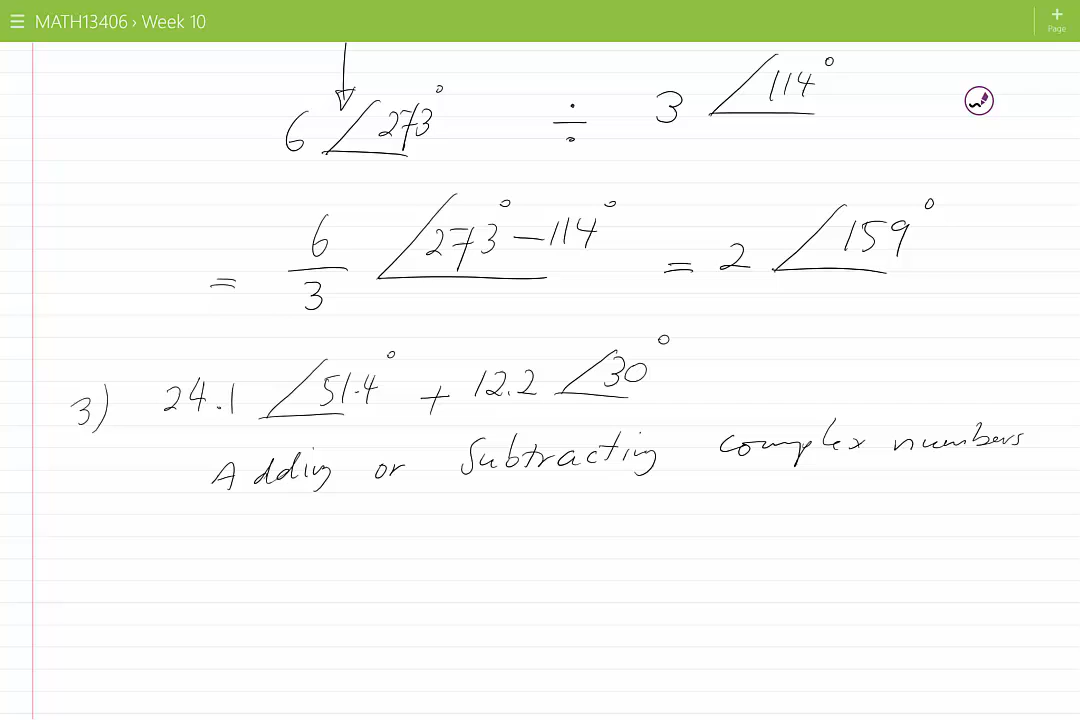 ☰ MATH13406 › Week 10
+ Page
6 ∠273° ÷ 3 ∠114°
= 6/3 ∠273° − 114° = 2 ∠159°
3) 24.1 ∠51.4° + 12.2 ∠30°
Adding or Subtracting complex numbers